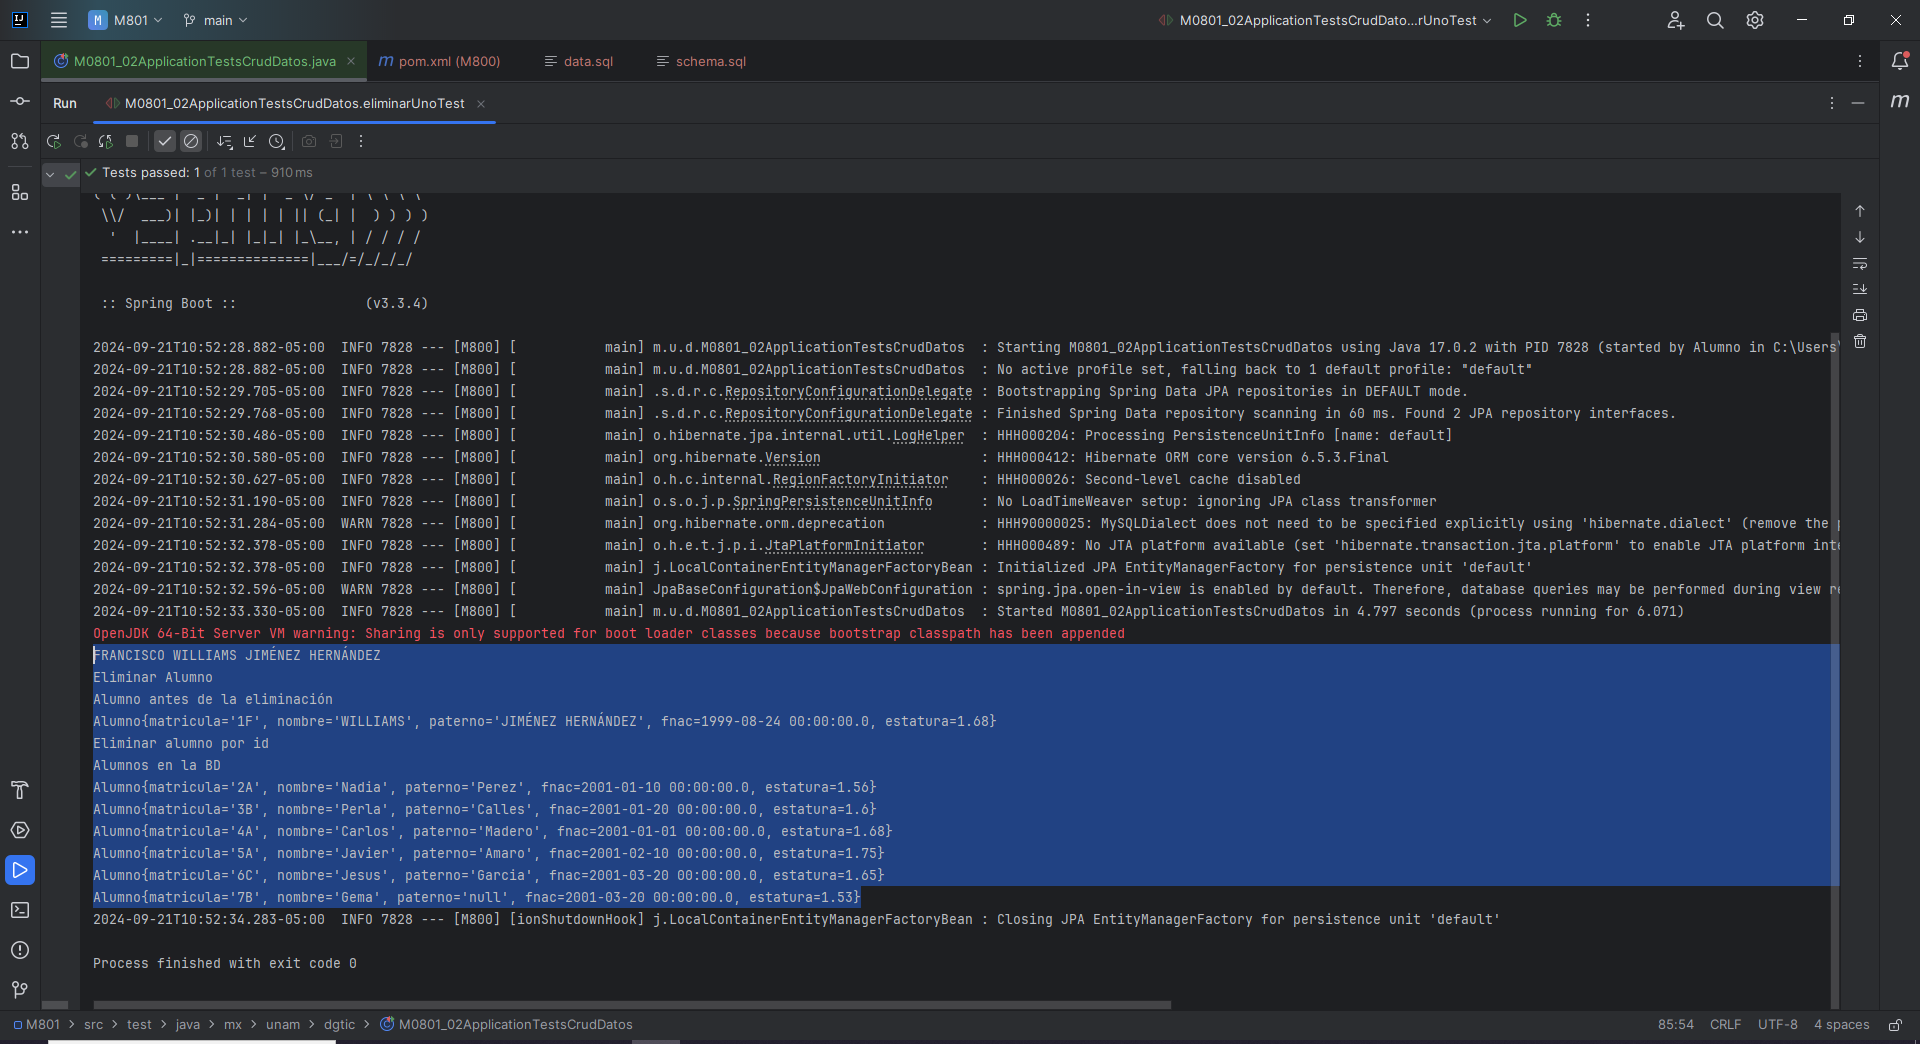 M M801 main M0801_02ApplicationTestsCrudDato...rUnoTest
M0801_02ApplicationTestsCrudDatos.java pom.xml (M800) data.sql schema.sql
Run M0801_02ApplicationTestsCrudDatos.eliminarUnoTest
Tests passed: 1 of 1 test – 910 ms
 \\/  ___)| |_)| | | | | || (_| |  ) ) ) )
  '  |____| .__|_| |_|_| |_\__, | / / / /
 =========|_|==============|___/=/_/_/_/
 :: Spring Boot ::                (v3.3.4)
2024-09-21T10:52:28.882-05:00  INFO 7828 --- [M800] [           main] m.u.d.M0801_02ApplicationTestsCrudDatos  : Starting M0801_02ApplicationTestsCrudDatos using Java 17.0.2 with PID 7828 (started by Alumno in C:\Users\
2024-09-21T10:52:28.882-05:00  INFO 7828 --- [M800] [           main] m.u.d.M0801_02ApplicationTestsCrudDatos  : No active profile set, falling back to 1 default profile: "default"
2024-09-21T10:52:29.705-05:00  INFO 7828 --- [M800] [           main] .s.d.r.c.RepositoryConfigurationDelegate : Bootstrapping Spring Data JPA repositories in DEFAULT mode.
2024-09-21T10:52:29.768-05:00  INFO 7828 --- [M800] [           main] .s.d.r.c.RepositoryConfigurationDelegate : Finished Spring Data repository scanning in 60 ms. Found 2 JPA repository interfaces.
2024-09-21T10:52:30.486-05:00  INFO 7828 --- [M800] [           main] o.hibernate.jpa.internal.util.LogHelper  : HHH000204: Processing PersistenceUnitInfo [name: default]
2024-09-21T10:52:30.580-05:00  INFO 7828 --- [M800] [           main] org.hibernate.Version                    : HHH000412: Hibernate ORM core version 6.5.3.Final
2024-09-21T10:52:30.627-05:00  INFO 7828 --- [M800] [           main] o.h.c.internal.RegionFactoryInitiator    : HHH000026: Second-level cache disabled
2024-09-21T10:52:31.190-05:00  INFO 7828 --- [M800] [           main] o.s.o.j.p.SpringPersistenceUnitInfo      : No LoadTimeWeaver setup: ignoring JPA class transformer
2024-09-21T10:52:31.284-05:00  WARN 7828 --- [M800] [           main] org.hibernate.orm.deprecation            : HHH90000025: MySQLDialect does not need to be specified explicitly using 'hibernate.dialect' (remove the
2024-09-21T10:52:32.378-05:00  INFO 7828 --- [M800] [           main] o.h.e.t.j.p.i.JtaPlatformInitiator       : HHH000489: No JTA platform available (set 'hibernate.transaction.jta.platform' to enable JTA platform
2024-09-21T10:52:32.378-05:00  INFO 7828 --- [M800] [           main] j.LocalContainerEntityManagerFactoryBean : Initialized JPA EntityManagerFactory for persistence unit 'default'
2024-09-21T10:52:32.596-05:00  WARN 7828 --- [M800] [           main] JpaBaseConfiguration$JpaWebConfiguration : spring.jpa.open-in-view is enabled by default. Therefore, database queries may be performed during view
2024-09-21T10:52:33.330-05:00  INFO 7828 --- [M800] [           main] m.u.d.M0801_02ApplicationTestsCrudDatos  : Started M0801_02ApplicationTestsCrudDatos in 4.797 seconds (process running for 6.071)
OpenJDK 64-Bit Server VM warning: Sharing is only supported for boot loader classes because bootstrap classpath has been appended
FRANCISCO WILLIAMS JIMÉNEZ HERNÁNDEZ
Eliminar Alumno
Alumno antes de la eliminación
Alumno{matricula='1F', nombre='WILLIAMS', paterno='JIMÉNEZ HERNÁNDEZ', fnac=1999-08-24 00:00:00.0, estatura=1.68}
Eliminar alumno por id
Alumnos en la BD
Alumno{matricula='2A', nombre='Nadia', paterno='Perez', fnac=2001-01-10 00:00:00.0, estatura=1.56}
Alumno{matricula='3B', nombre='Perla', paterno='Calles', fnac=2001-01-20 00:00:00.0, estatura=1.6}
Alumno{matricula='4A', nombre='Carlos', paterno='Madero', fnac=2001-01-01 00:00:00.0, estatura=1.68}
Alumno{matricula='5A', nombre='Javier', paterno='Amaro', fnac=2001-02-10 00:00:00.0, estatura=1.75}
Alumno{matricula='6C', nombre='Jesus', paterno='Garcia', fnac=2001-03-20 00:00:00.0, estatura=1.65}
Alumno{matricula='7B', nombre='Gema', paterno='null', fnac=2001-03-20 00:00:00.0, estatura=1.53}
2024-09-21T10:52:34.283-05:00  INFO 7828 --- [M800] [ionShutdownHook] j.LocalContainerEntityManagerFactoryBean : Closing JPA EntityManagerFactory for persistence unit 'default'
Process finished with exit code 0
M801 > src > test > java > mx > unam > dgtic > M0801_02ApplicationTestsCrudDatos 85:54 CRLF UTF-8 4 spaces